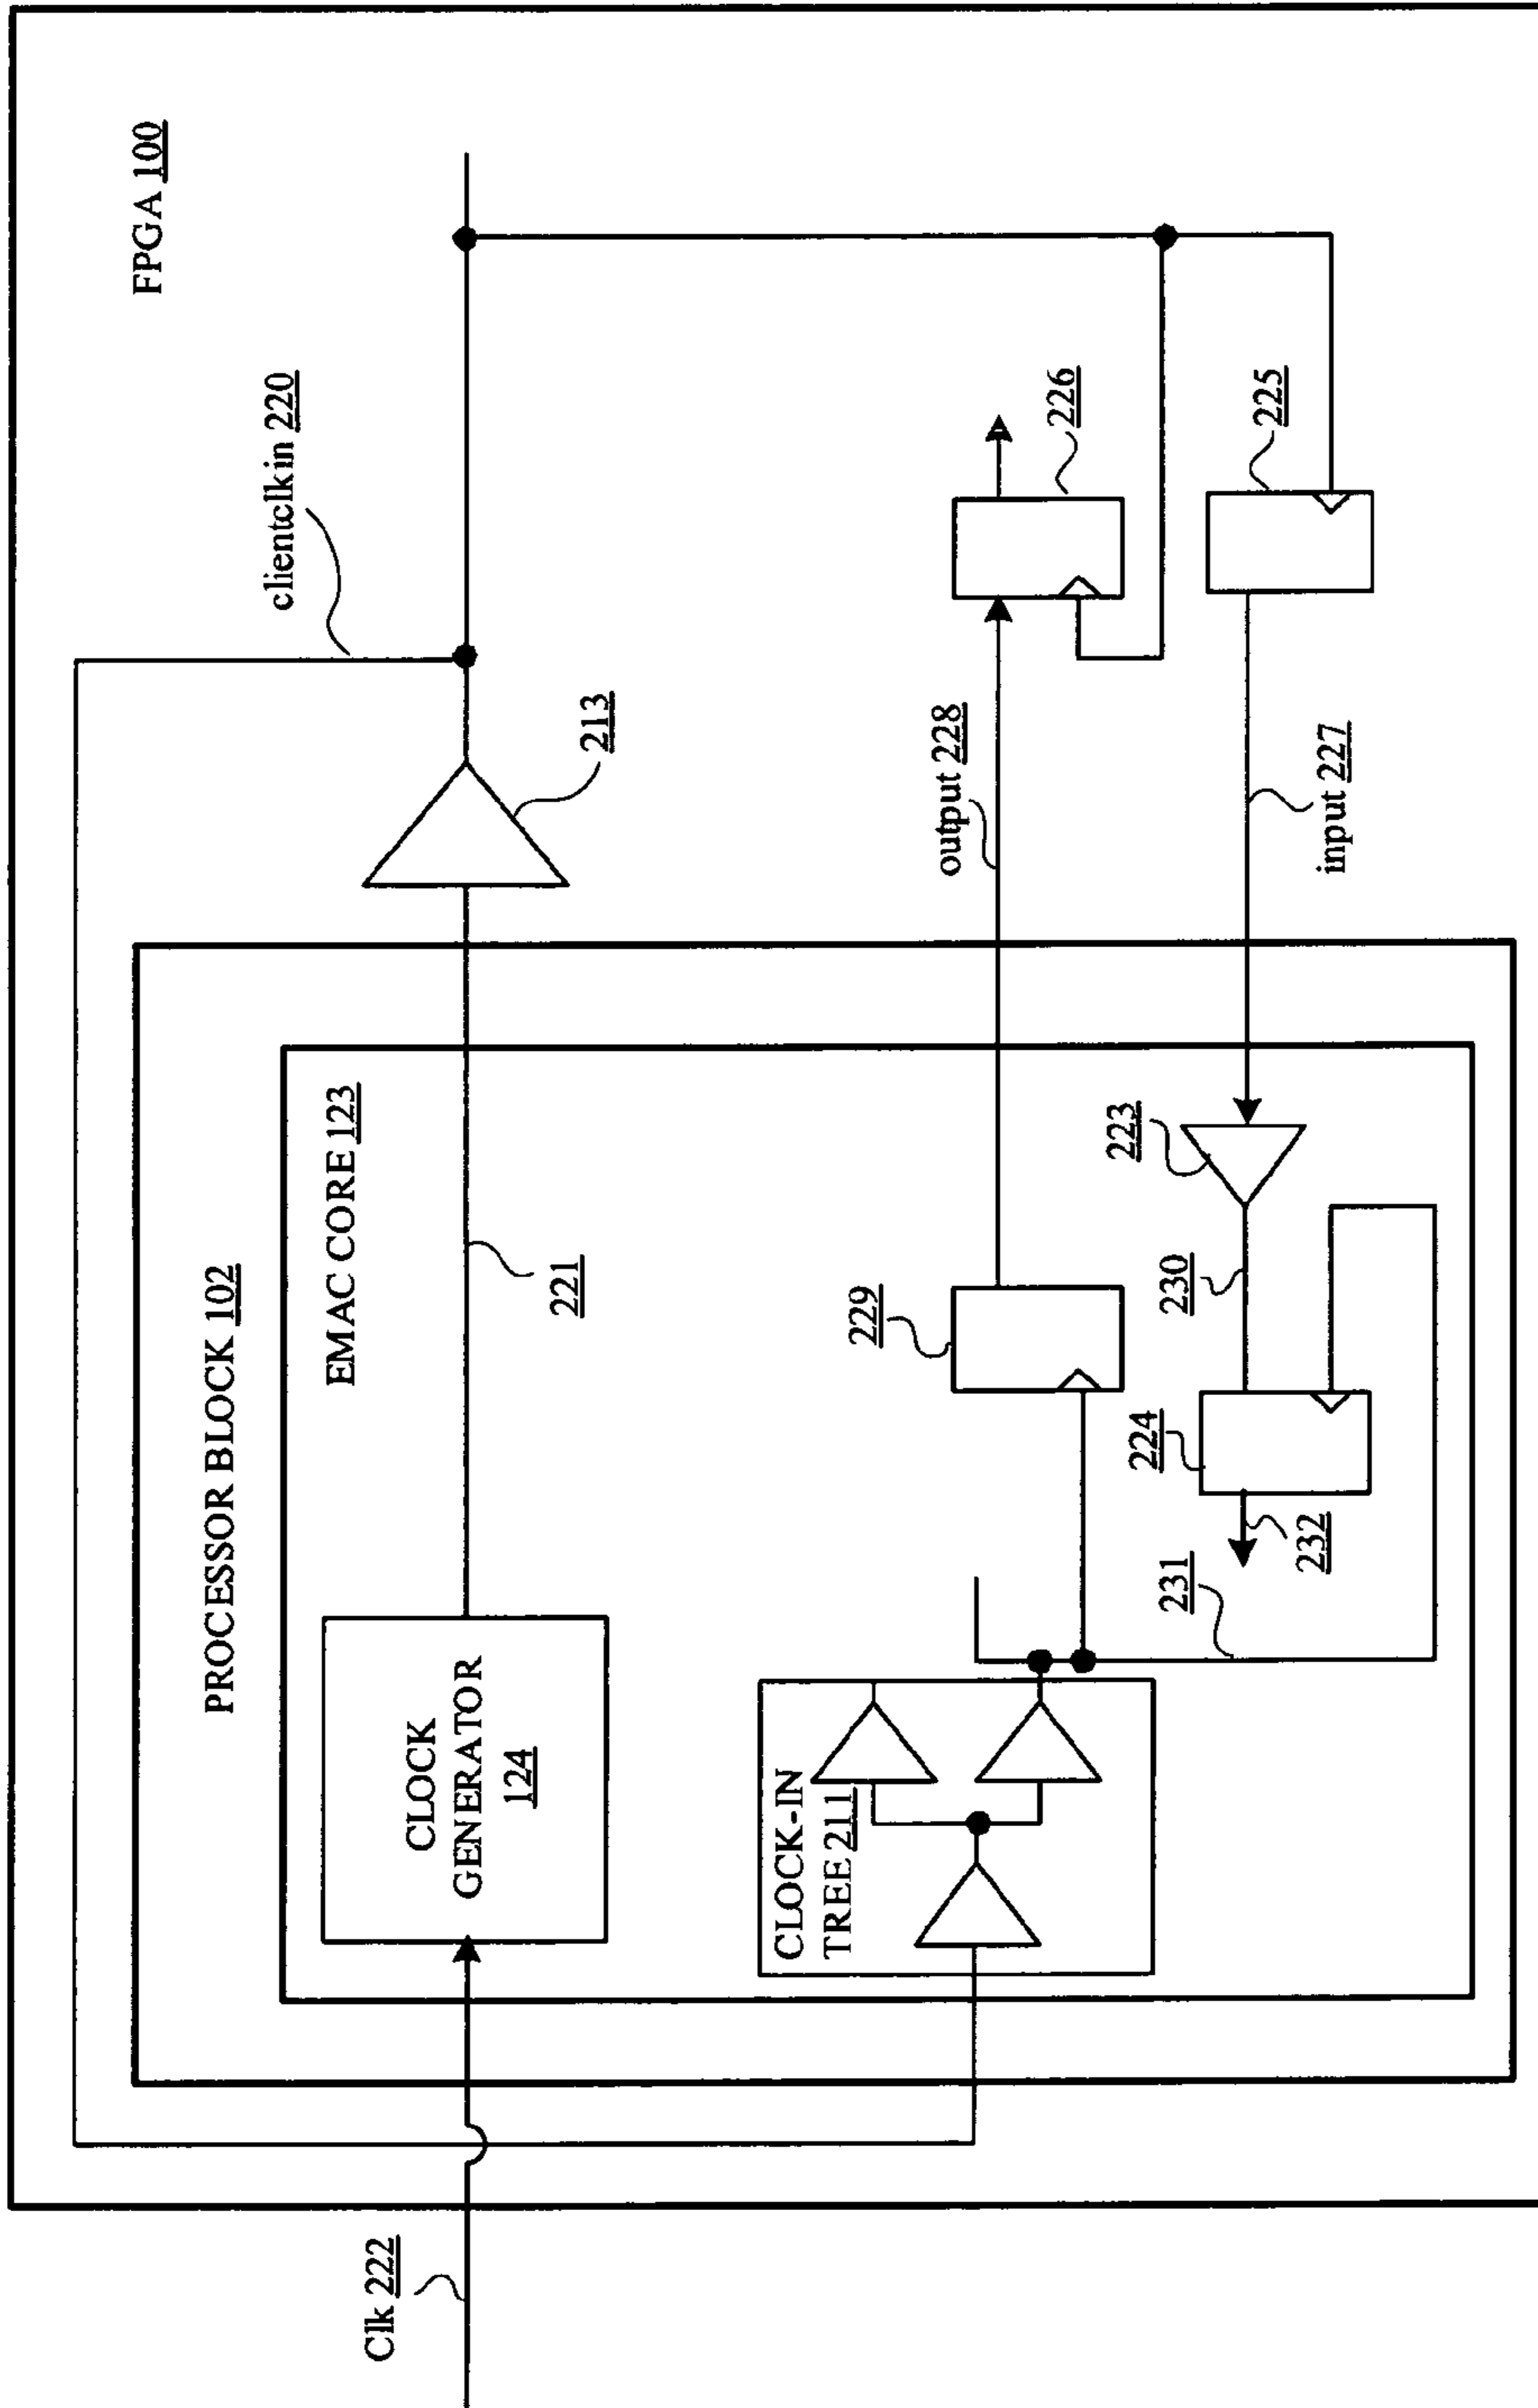 FPGA 100
clientclkin 220
213
226
225
output 228
input 227
PROCESSOR BLOCK 102
EMAC CORE 123
221
223
229
230
224
232
231
CLOCK
GENERATOR
124
CLOCK-IN
TREE 211
Clk 222